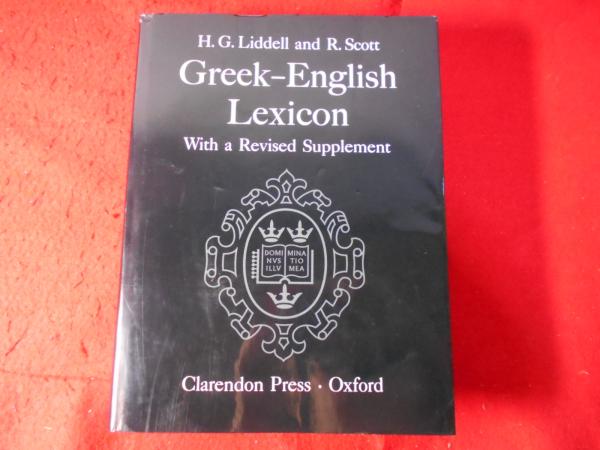 H. G. Liddell and R. Scott
Greek–English
Lexicon
With a Revised Supplement
DOMI MINA
NVS TIO
ILLV MEA
Clarendon Press · Oxford